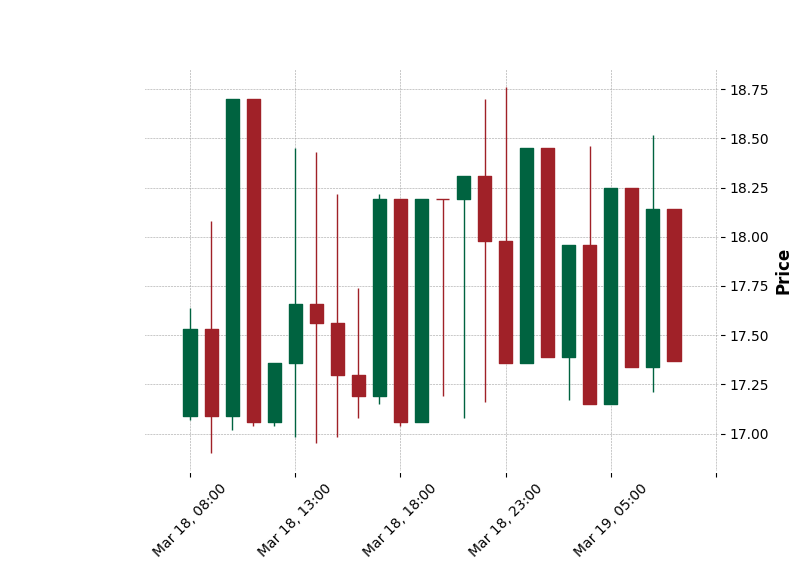 18.75
18.50
18.25
18.00
17.75
17.50
17.25
17.00
Price
Mar 18, 08:00
Mar 18, 13:00
Mar 18, 18:00
Mar 18, 23:00
Mar 19, 05:00